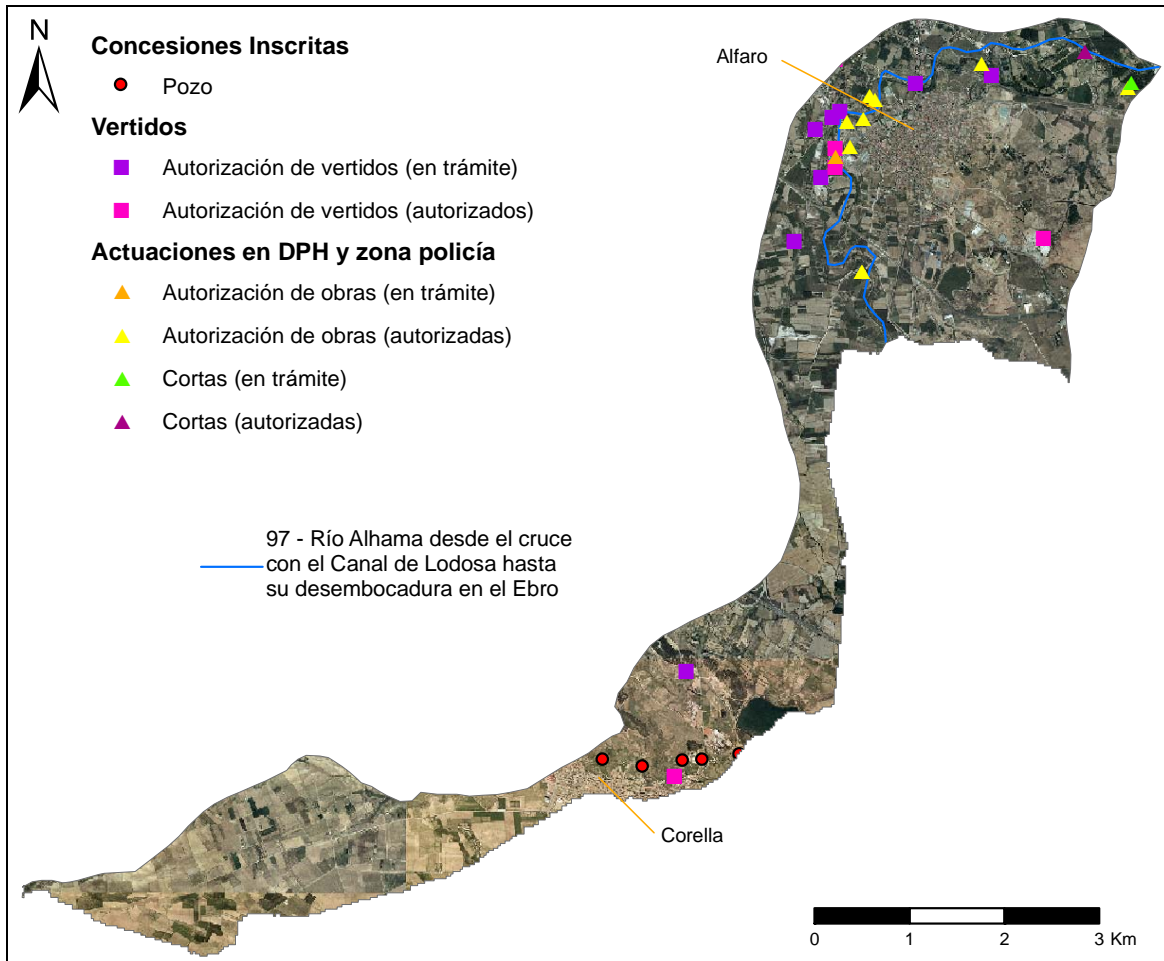 N
Concesiones Inscritas
Pozo
Vertidos
Autorización de vertidos (en trámite)
Autorización de vertidos (autorizados)
Actuaciones en DPH y zona policía
Autorización de obras (en trámite)
Autorización de obras (autorizadas)
Cortas (en trámite)
Cortas (autorizadas)
97 - Río Alhama desde el cruce
con el Canal de Lodosa hasta
su desembocadura en el Ebro
Alfaro
Corella
0 1 2 3 Km